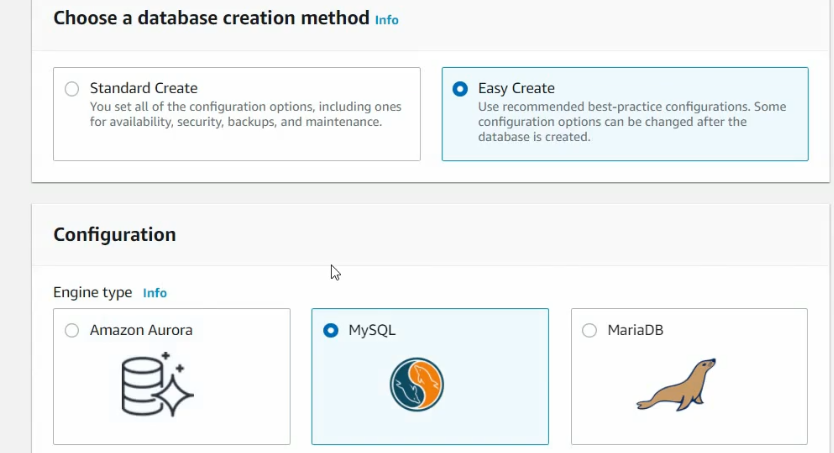 Choose a database creation method Info
Standard Create
You set all of the configuration options, including ones
for availability, security, backups, and maintenance.
Easy Create
Use recommended best-practice configurations. Some
configuration options can be changed after the
database is created.
Configuration
Engine type Info
Amazon Aurora
MySQL
MariaDB